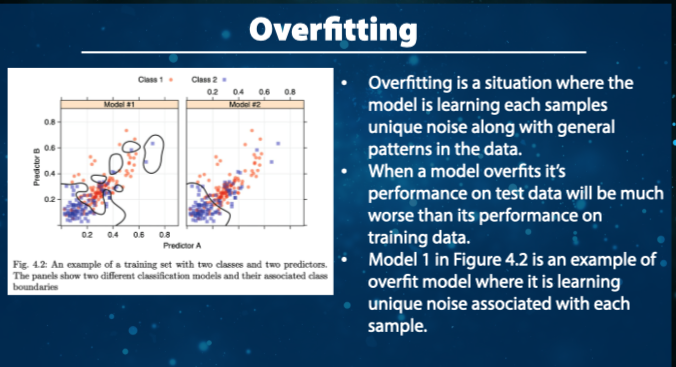 Overfitting
Class 1
Class 2
0.2 0.4 0.6 0.8
Model #1
Model #2
Predictor B
0.8
0.6
0.4
0.2
0.2 0.4 0.6 0.8
Predictor A
Fig. 4.2: An example of a training set with two classes and two predictors.
The panels show two different classification models and their associated class
boundaries
• Overfitting is a situation where the
model is learning each samples
unique noise along with general
patterns in the data.
• When a model overfits it's
performance on test data will be much
worse than its performance on
training data.
• Model 1 in Figure 4.2 is an example of
overfit model where it is learning
unique noise associated with each
sample.